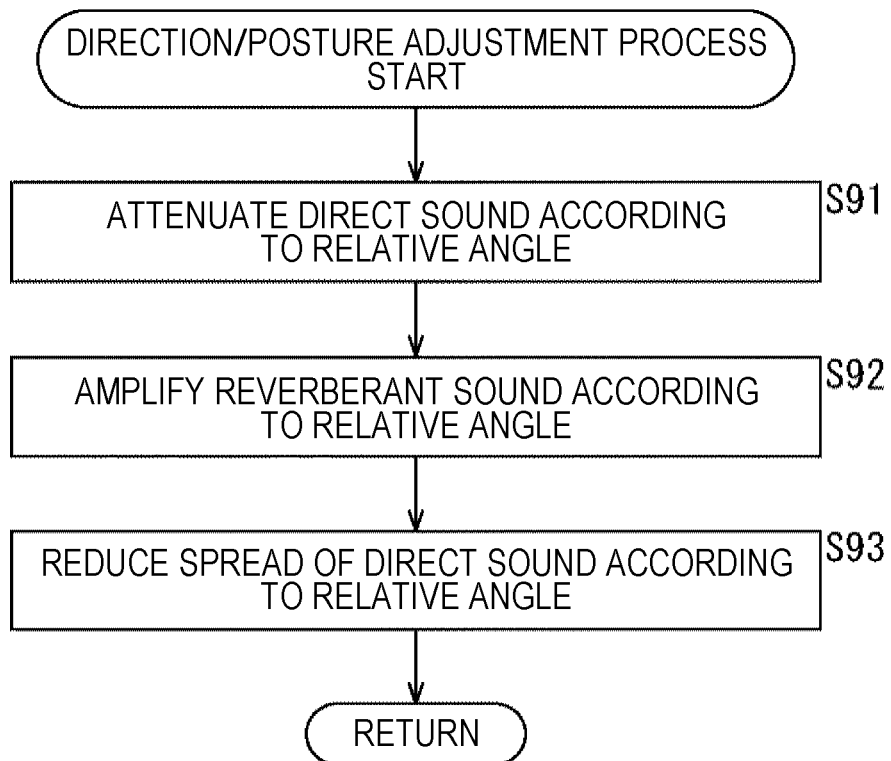 DIRECTION/POSTURE ADJUSTMENT PROCESS
START
S91
ATTENUATE DIRECT SOUND ACCORDING
TO RELATIVE ANGLE
S92
AMPLIFY REVERBERANT SOUND ACCORDING
TO RELATIVE ANGLE
S93
REDUCE SPREAD OF DIRECT SOUND ACCORDING
TO RELATIVE ANGLE
RETURN